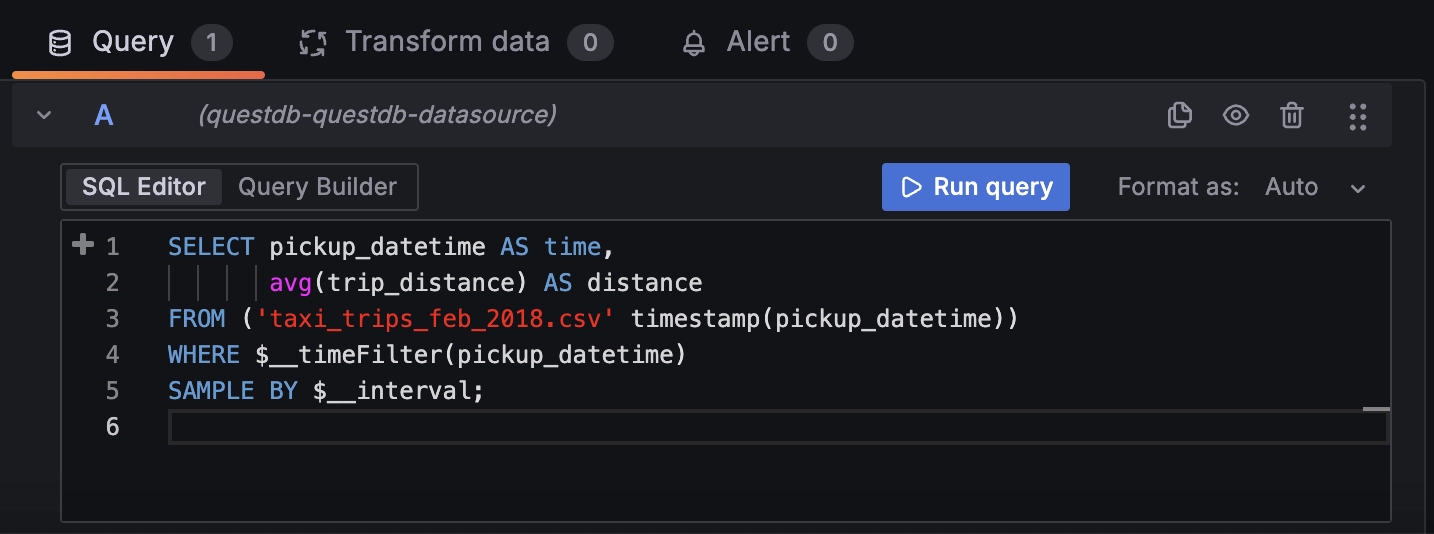 Query 1 Transform data 0 Alert 0
A (questdb-questdb-datasource)
SQL Editor Query Builder Run query Format as: Auto
1 SELECT pickup_datetime AS time,
2 avg(trip_distance) AS distance
3 FROM ('taxi_trips_feb_2018.csv' timestamp(pickup_datetime))
4 WHERE $__timeFilter(pickup_datetime)
5 SAMPLE BY $__interval;
6